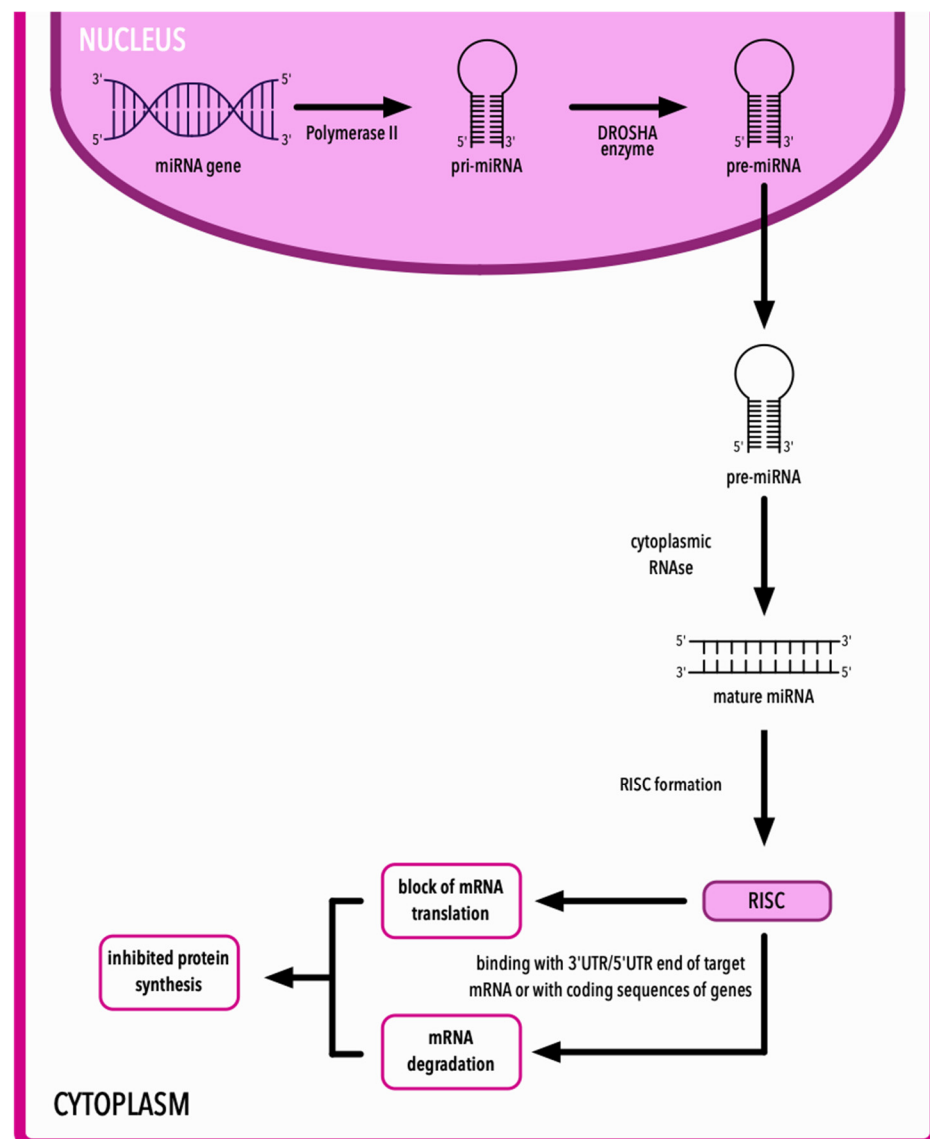 NUCLEUS
3'
5'
5'
3'
miRNA gene
Polymerase II
5'
3'
pri-miRNA
DROSHA
enzyme
5'
3'
pre-miRNA
5'
3'
pre-miRNA
cytoplasmic
RNAse
5'
3'
3'
5'
mature miRNA
RISC formation
RISC
block of mRNA
translation
binding with 3'UTR/5'UTR end of target
mRNA or with coding sequences of genes
inhibited protein
synthesis
mRNA
degradation
CYTOPLASM